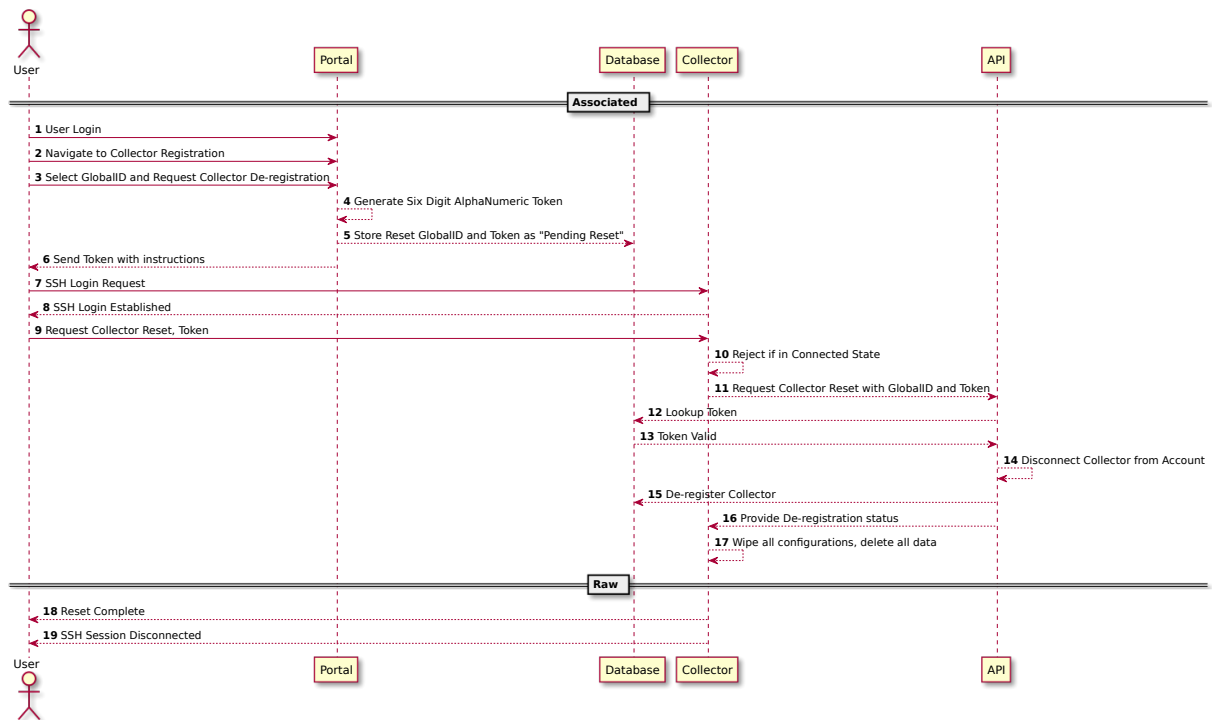 User
Portal
Database
Collector
API
Associated
1 User Login
2 Navigate to Collector Registration
3 Select GlobalID and Request Collector De-registration
4 Generate Six Digit AlphaNumeric Token
5 Store Reset GlobalID and Token as "Pending Reset"
6 Send Token with instructions
7 SSH Login Request
8 SSH Login Established
9 Request Collector Reset, Token
10 Reject if in Connected State
11 Request Collector Reset with GlobalID and Token
12 Lookup Token
13 Token Valid
14 Disconnect Collector from Account
15 De-register Collector
16 Provide De-registration status
17 Wipe all configurations, delete all data
Raw
18 Reset Complete
19 SSH Session Disconnected
User
Portal
Database
Collector
API